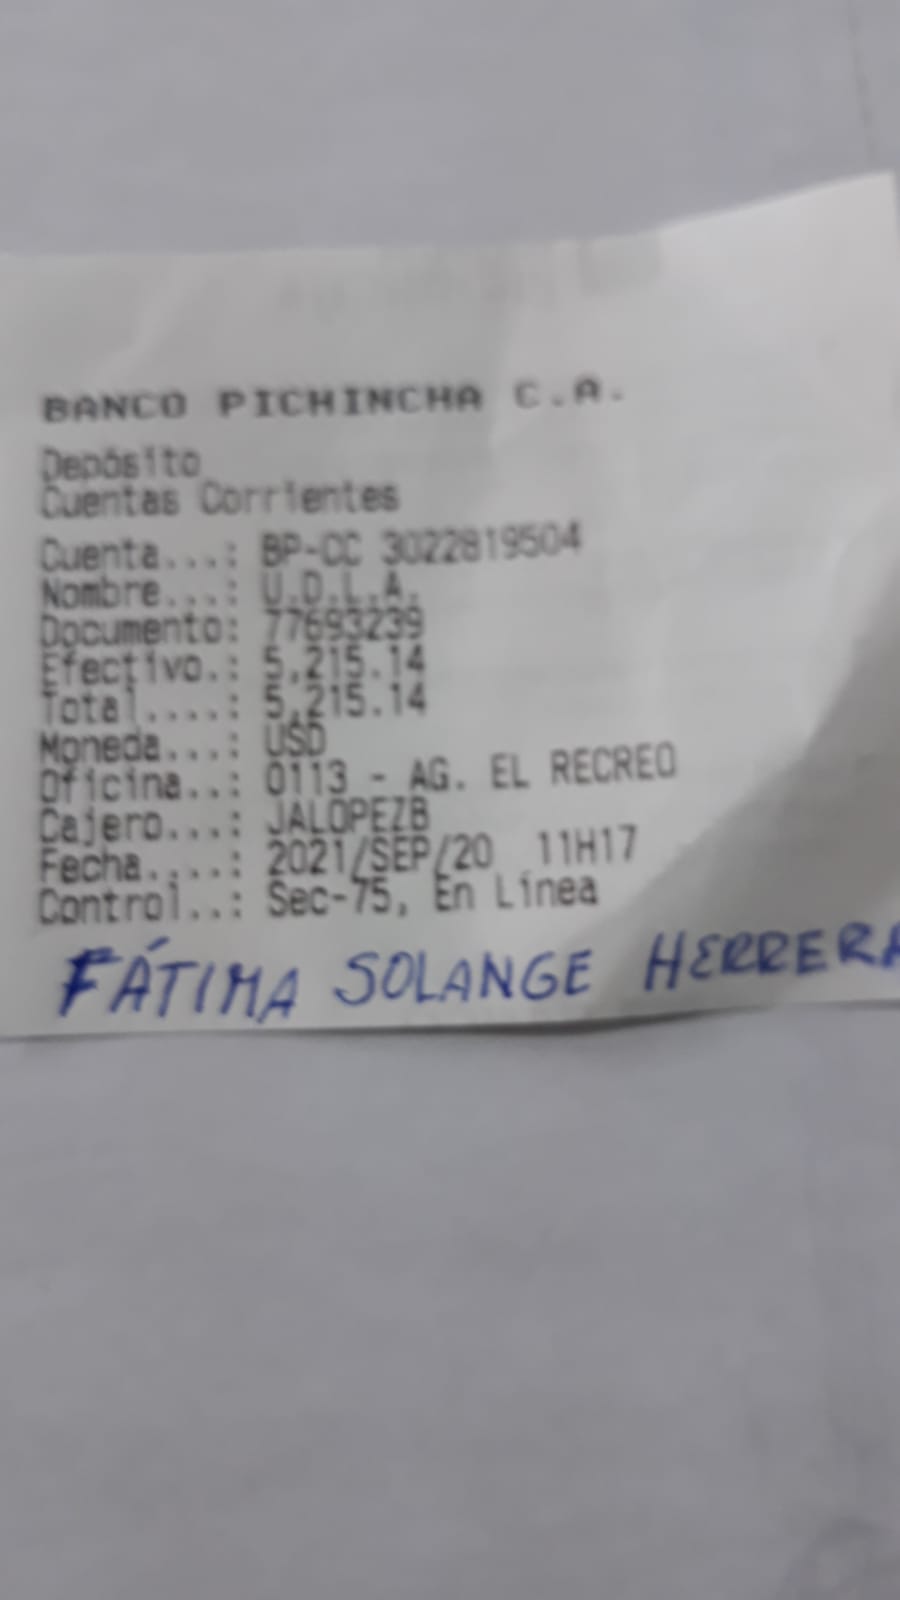 BANCO PICHINCHA C.A.
Depósito
Cuentas Corrientes
Cuenta...: BP-CC 3022819504
Nombre...: U.D.L.A.
Documento: 77693239
Efectivo.: 5,215.14
Total....: 5,215.14
Moneda...: USD
Oficina..: 0113 - AG. EL RECREO
Cajero...: JALOPEZB
Fecha....: 2021/SEP/20 11H17
Control..: Sec-75, En Línea
FÁTIMA SOLANGE HERRERA